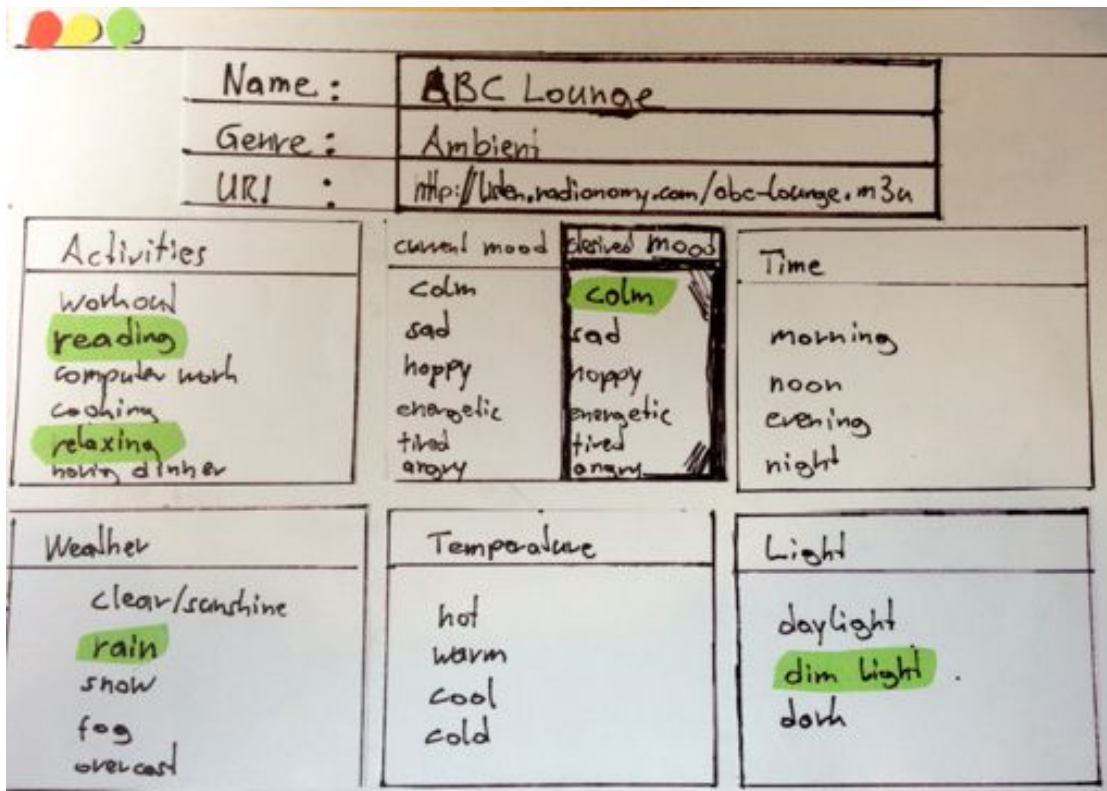 Name : ABC Lounge
Genre : Ambient
URI : http://listen.radionomy.com/abc-lounge.m3u
Activities
workout
reading
computer work
cooking
relaxing
having dinner
current mood
calm
sad
happy
energetic
tired
angry
desired mood
calm
sad
happy
energetic
tired
angry
Time
morning
noon
evening
night
Weather
clear/sunshine
rain
snow
fog
overcast
Temperature
hot
warm
cool
cold
Light
daylight
dim light
dark